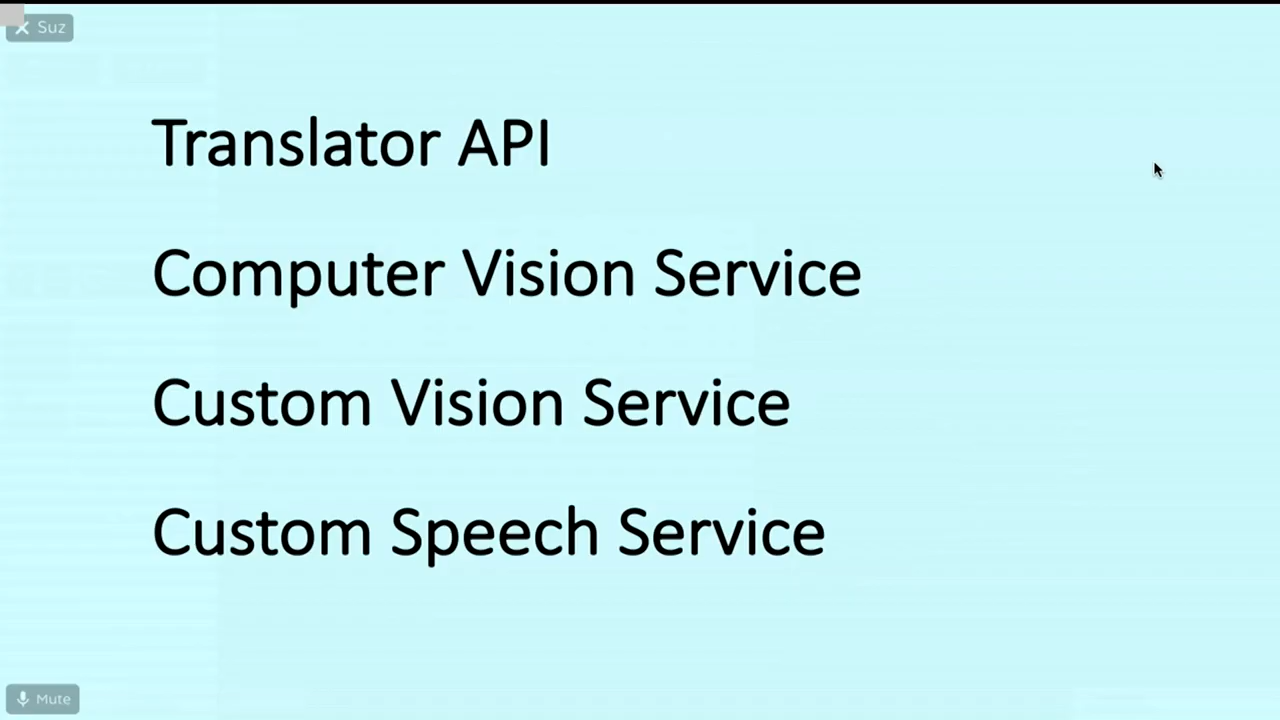 Suz
Translator API
Computer Vision Service
Custom Vision Service
Custom Speech Service
Mute